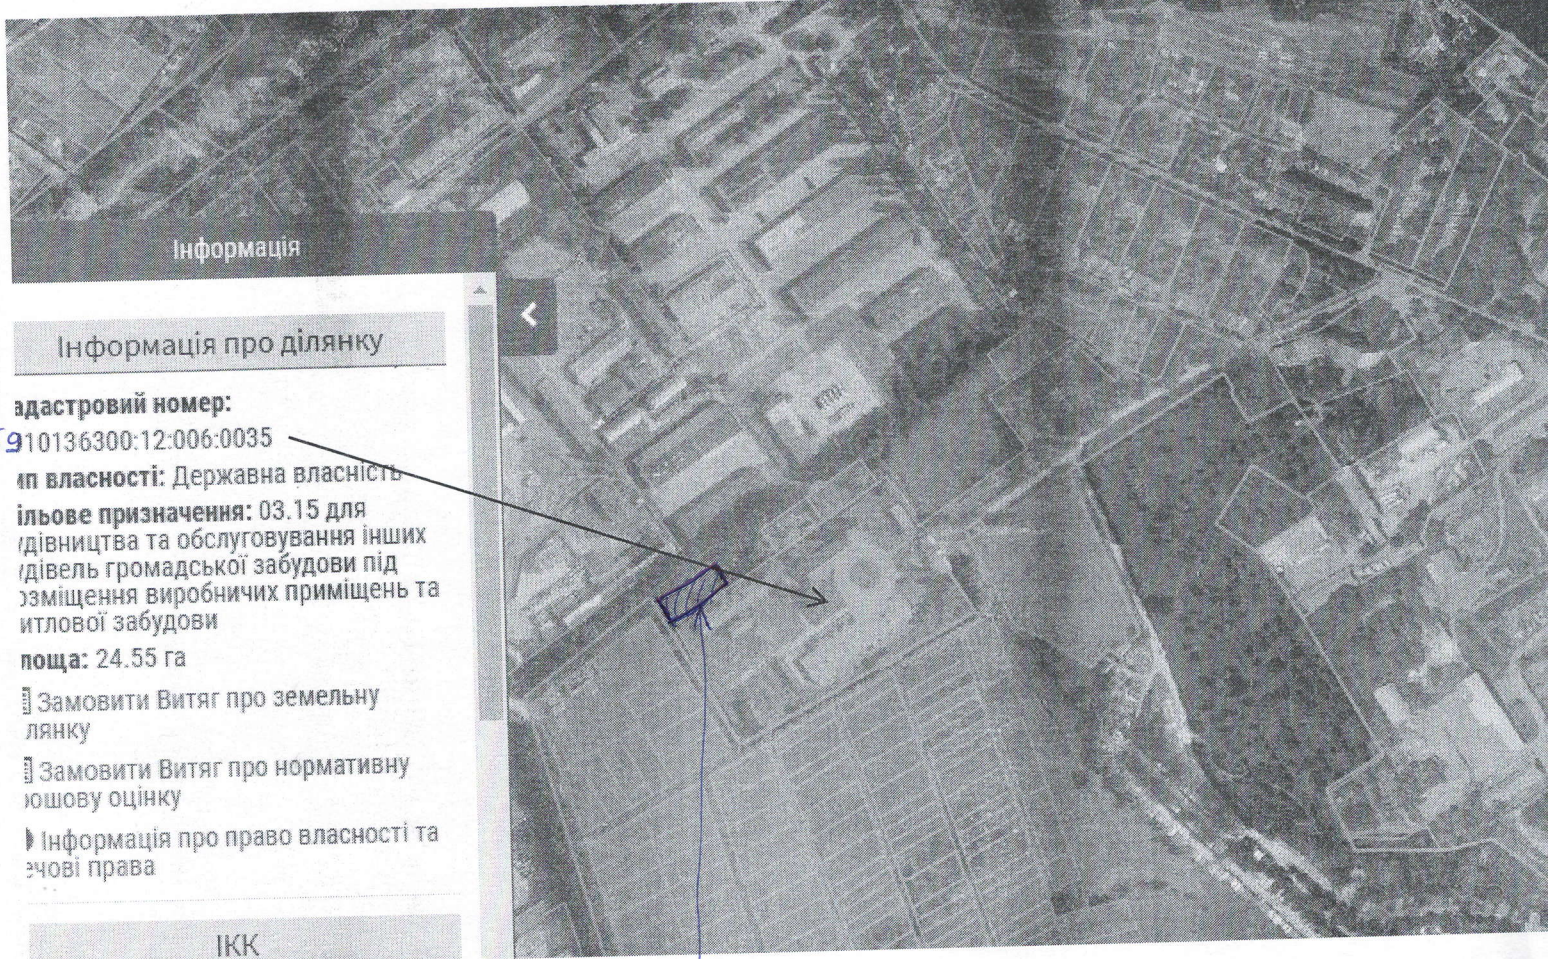 Інформація
Інформація про ділянку
адастровий номер:
910136300:12:006:0035
ип власності: Державна власність
ільове призначення: 03.15 для
удівництва та обслуговування інших
удівель громадської забудови під
озміщення виробничих приміщень та
итлової забудови
лоща: 24.55 га
Замовити Витяг про земельну
лянку
Замовити Витяг про нормативну
ошову оцінку
Інформація про право власності та
ечові права
ІКК